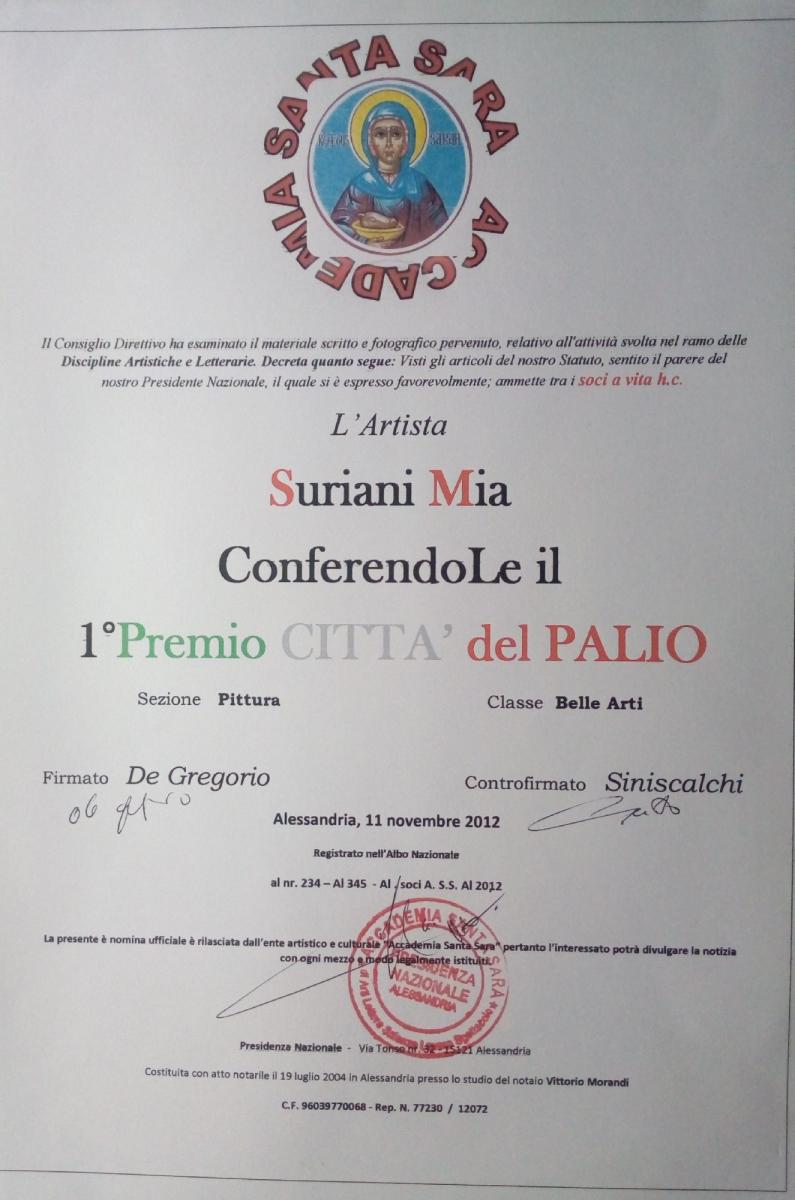 ACCADEMIA SANTA SARA
SARAH
Il Consiglio Direttivo ha esaminato il materiale scritto e fotografico pervenuto, relativo all'attività svolta nel ramo delle
Discipline Artistiche e Letterarie. Decreta quanto segue: Visti gli articoli del nostro Statuto, sentito il parere del
nostro Presidente Nazionale, il quale si è espresso favorevolmente; ammette tra i soci a vita h.c.
L'Artista
Suriani Mia
ConferendoLe il
1°Premio CITTA' del PALIO
Sezione Pittura Classe Belle Arti
Firmato De Gregorio Controfirmato Siniscalchi
Alessandria, 11 novembre 2012
Registrato nell'Albo Nazionale
al nr. 234 – Al 345 - Al soci A. S.S. Al 2012
La presente è nomina ufficiale è rilasciata dall'ente artistico e culturale "Accademia Santa Sara" pertanto l'interessato potrà divulgare la notizia
con ogni mezzo e modo legalmente istituiti.
ACCADEMIA SANTA SARA
PRESIDENZA
NAZIONALE
ALESSANDRIA
Presidenza Nazionale - Via Tonso nr. 32 - 15121 Alessandria
Costituita con atto notarile il 19 luglio 2004 in Alessandria presso lo studio del notaio Vittorio Morandi
C.F. 96039770068 - Rep. N. 77230 / 12072